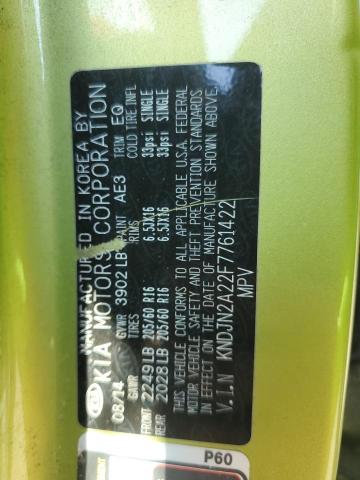 MANUFACTURED IN KOREA BY
KIA MOTORS CORPORATION
08/14 GVWR 3902 LB PAINT AE3 TRIM EQ
GAWR TIRES RIMS COLD TIRE INFL
FRONT 2249 LB 205/60 R16 6.5JX16 33psi SINGLE
REAR 2028 LB 205/60 R16 6.5JX16 33psi SINGLE
THIS VEHICLE CONFORMS TO ALL APPLICABLE U.S.A. FEDERAL
MOTOR VEHICLE SAFETY AND THEFT PREVENTION STANDARDS
IN EFFECT ON THE DATE OF MANUFACTURE SHOWN ABOVE.
V.I.N KNDJN2A22F7761422
MPV
P60